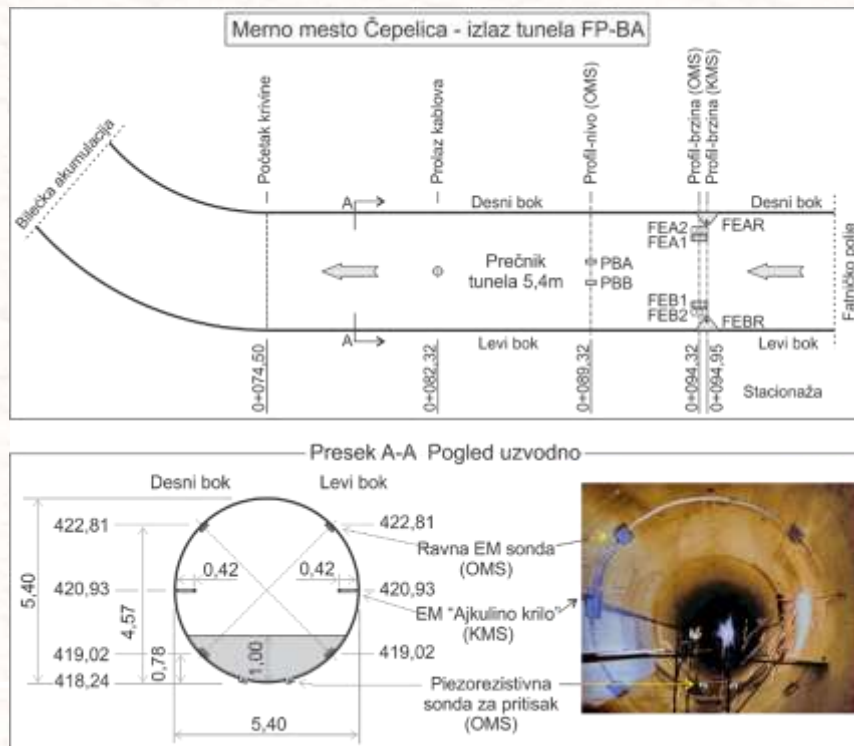 Merno mesto Čepelica - izlaz tunela FP-BA
Bilećka akumulacija
Početak krivine
Prolaz kablova
Profil-nivo (OMS)
Profil-brzina (OMS)
Profil-brzina (KMS)
A
Desni bok
Desni bok
FEA2
FEA1
FEAR
Prečnik
tunela 5,4m
PBA
PBB
FEB1
FEB2
FEBR
Fatničko polje
A
Levi bok
Levi bok
0+074,50
0+082,32
0+089,32
0+094,32
0+094,95
Stacionaža
Presek A-A Pogled uzvodno
Desni bok
Levi bok
422,81
422,81
Ravna EM sonda
(OMS)
5,40
4,57
0,42
0,42
420,93
420,93
EM "Ajkulino krilo"
(KMS)
419,02
419,02
0,78
1,00
418,24
Piezorezistivna
sonda za pritisak
(OMS)
5,40